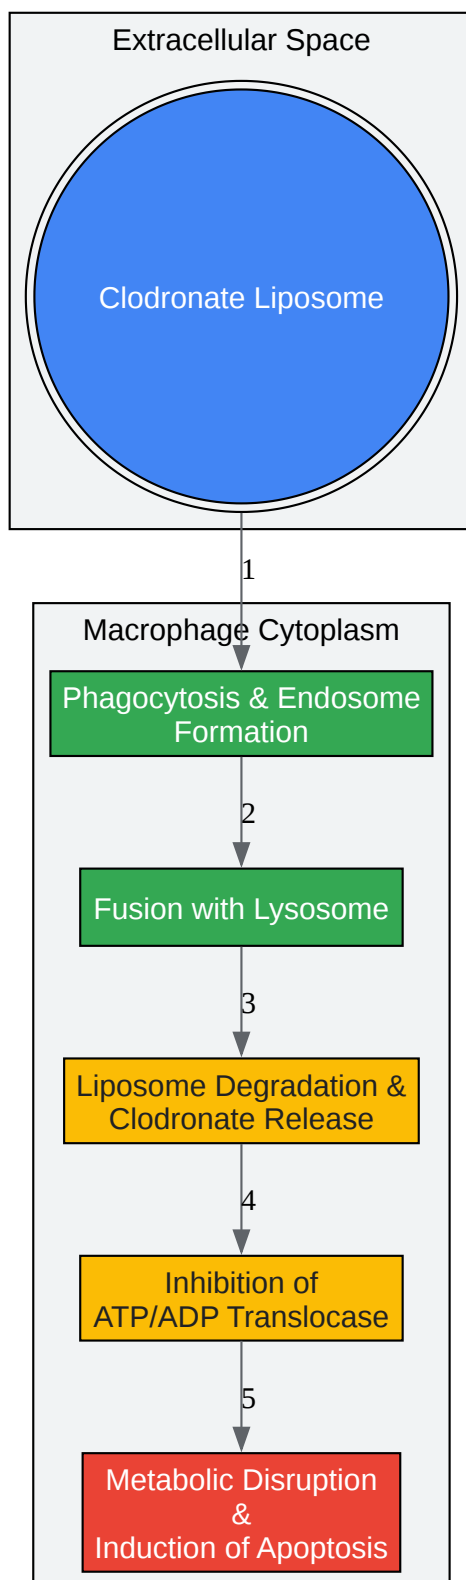 Extracellular Space
Clodronate Liposome
1
Macrophage Cytoplasm
Phagocytosis & Endosome
Formation
2
Fusion with Lysosome
3
Liposome Degradation &
Clodronate Release
4
Inhibition of
ATP/ADP Translocase
5
Metabolic Disruption
&
Induction of Apoptosis